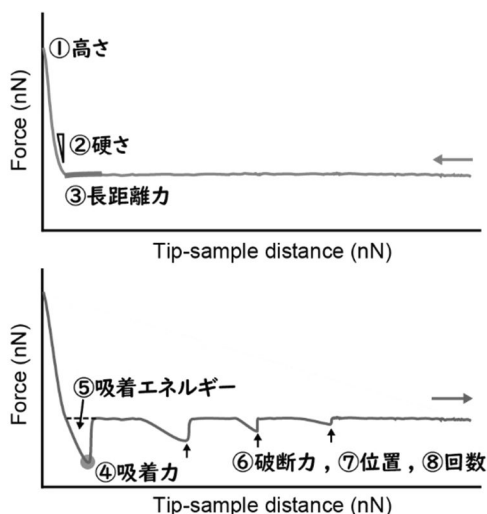 ①高さ
②硬さ
③長距離力
Force (nN)
Tip-sample distance (nN)
⑤吸着エネルギー
④吸着力
⑥破断力，⑦位置，⑧回数
Force (nN)
Tip-sample distance (nN)